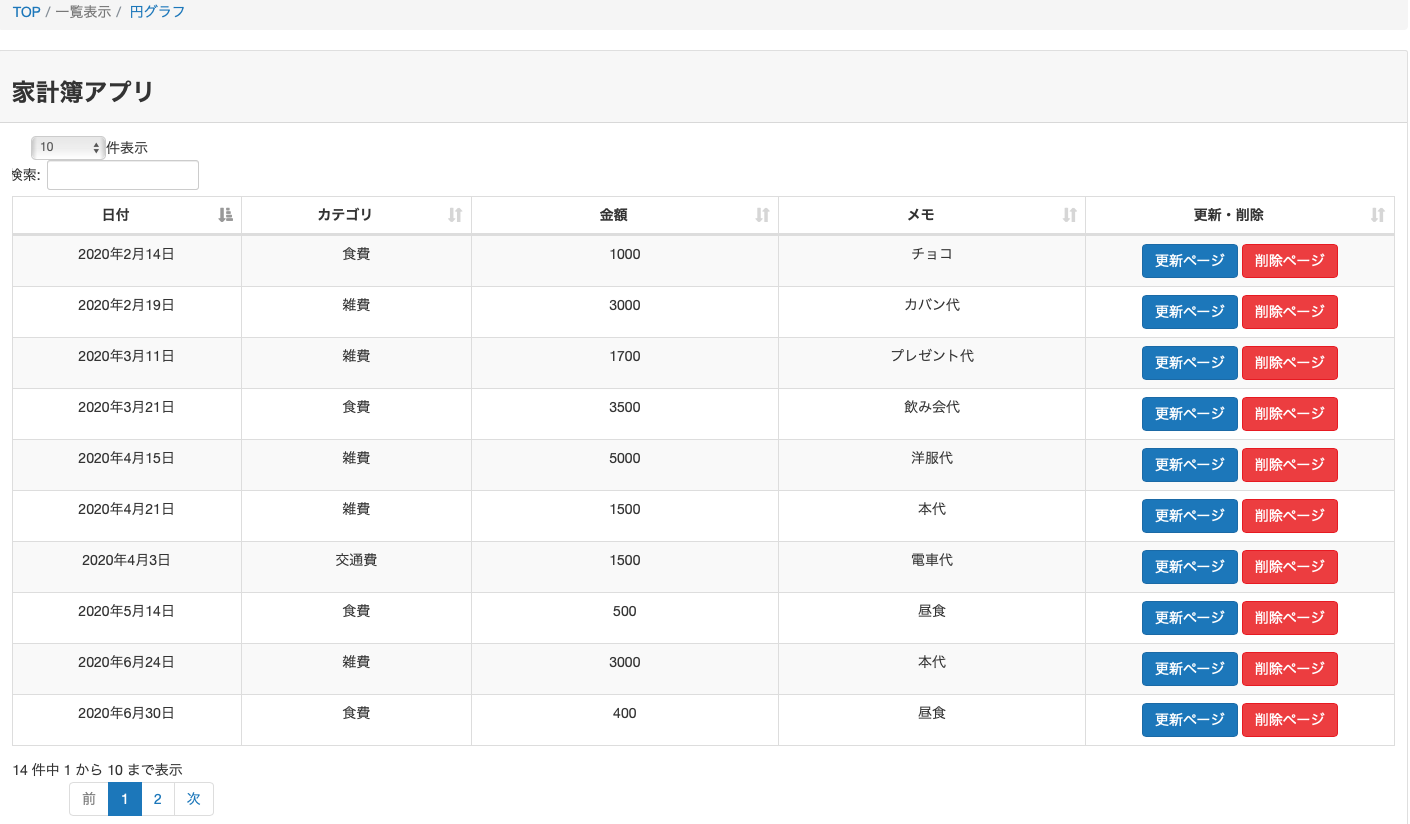 TOP / 一覧表示 / 円グラフ
家計簿アプリ
10 件表示
検索:
日付 カテゴリ 金額 メモ 更新・削除
2020年2月14日 食費 1000 チョコ 更新ページ 削除ページ
2020年2月19日 雑費 3000 カバン代 更新ページ 削除ページ
2020年3月11日 雑費 1700 プレゼント代 更新ページ 削除ページ
2020年3月21日 食費 3500 飲み会代 更新ページ 削除ページ
2020年4月15日 雑費 5000 洋服代 更新ページ 削除ページ
2020年4月21日 雑費 1500 本代 更新ページ 削除ページ
2020年4月3日 交通費 1500 電車代 更新ページ 削除ページ
2020年5月14日 食費 500 昼食 更新ページ 削除ページ
2020年6月24日 雑費 3000 本代 更新ページ 削除ページ
2020年6月30日 食費 400 昼食 更新ページ 削除ページ
14 件中 1 から 10 まで表示
前 1 2 次